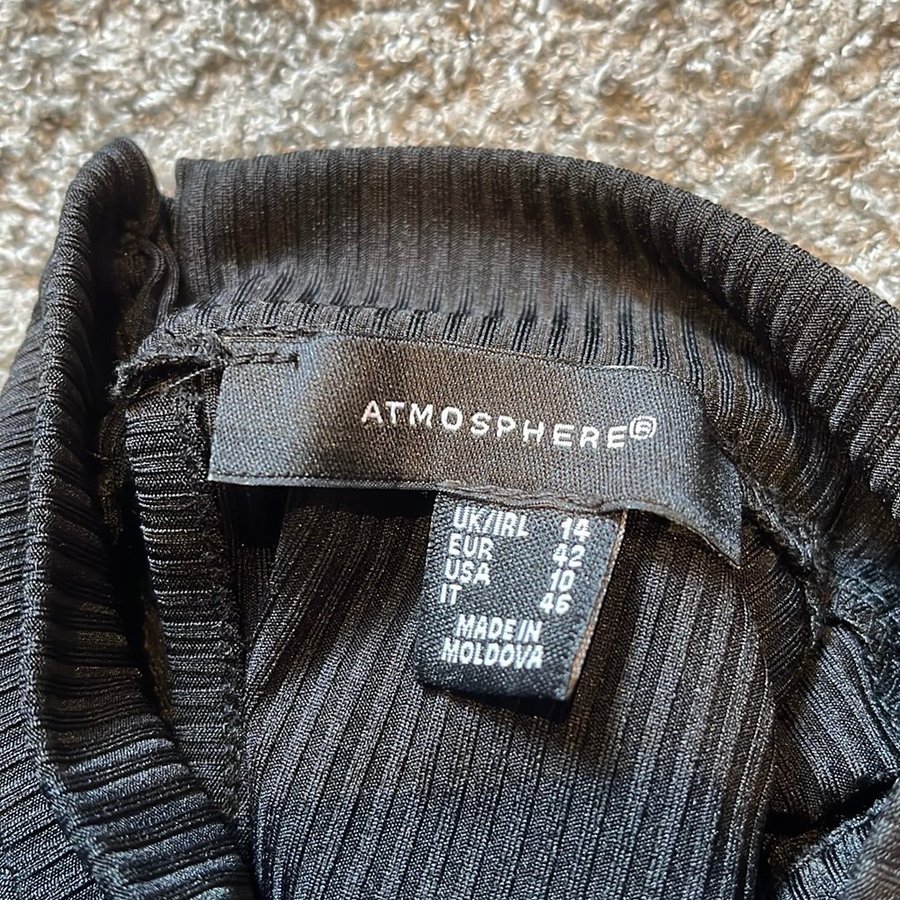 ATMOSPHERE®
UK/IRL 14
EUR 42
USA 10
IT 46
MADE IN
MOLDOVA